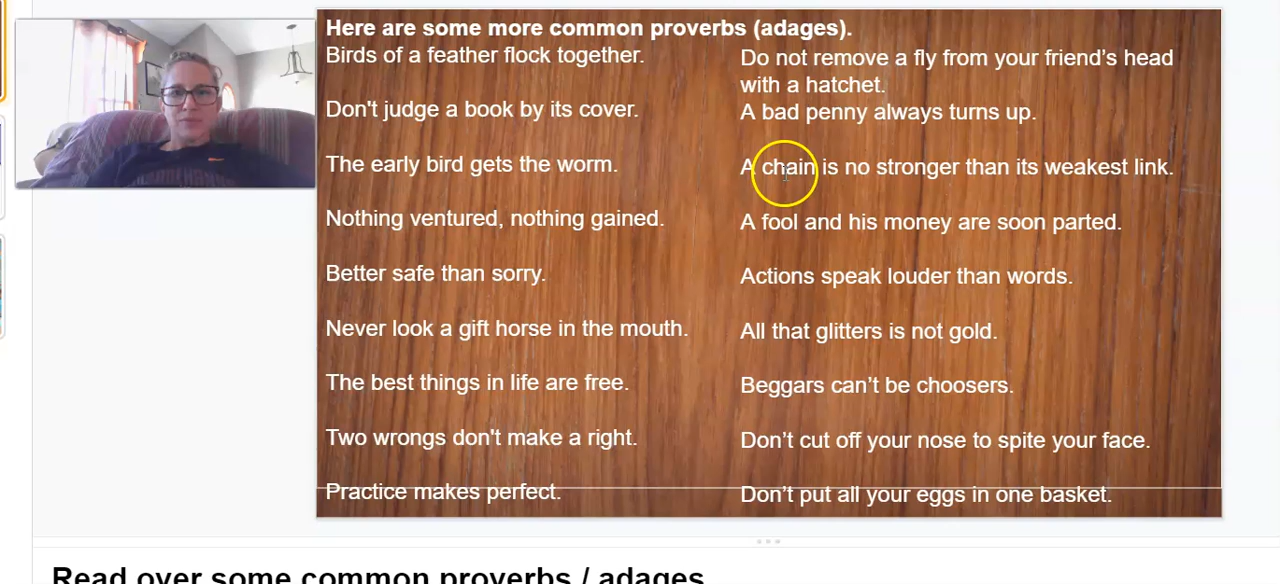 Here are some more common proverbs (adages).
Birds of a feather flock together.
Don't judge a book by its cover.
The early bird gets the worm.
Nothing ventured, nothing gained.
Better safe than sorry.
Never look a gift horse in the mouth.
The best things in life are free.
Two wrongs don't make a right.
Practice makes perfect.
Do not remove a fly from your friend’s head
with a hatchet.
A bad penny always turns up.
A chain is no stronger than its weakest link.
A fool and his money are soon parted.
Actions speak louder than words.
All that glitters is not gold.
Beggars can’t be choosers.
Don’t cut off your nose to spite your face.
Don’t put all your eggs in one basket.
Read over some common proverbs / adages